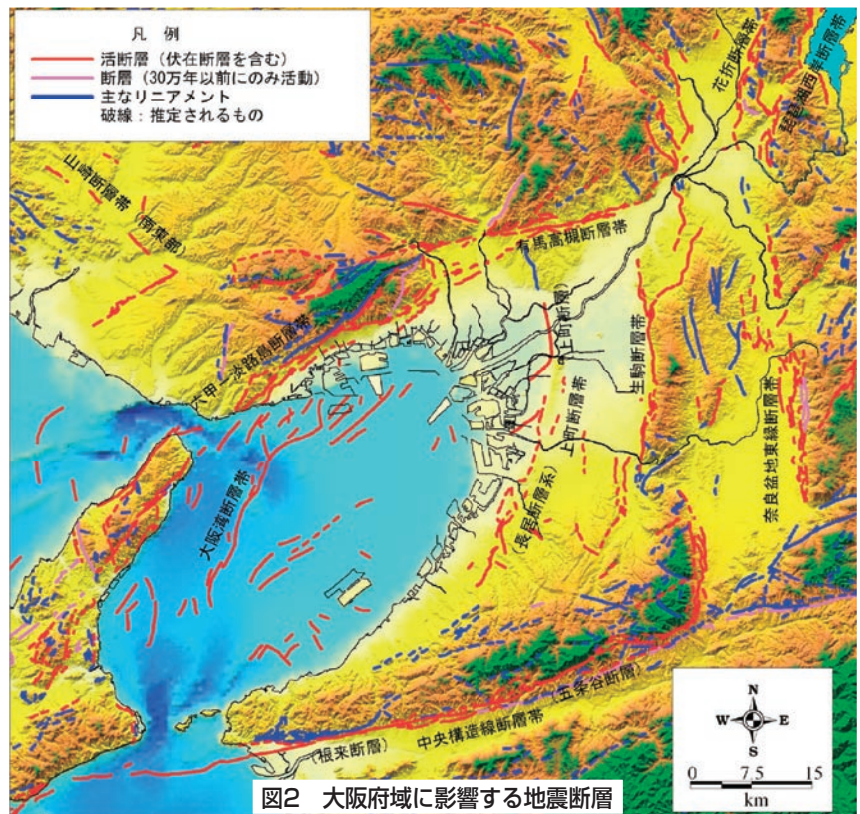 凡 例
活断層（伏在断層を含む）
断層（30万年以前にのみ活動）
主なリニアメント
破線：推定されるもの
花折断層帯
琵琶湖西岸断層帯
山崎断層帯（南東部）
有馬高槻断層帯
六甲－淡路島断層帯
上町断層
上町断層帯
生駒断層帯
（長居断層系）
大阪湾断層帯
奈良盆地東縁断層帯
（五条谷断層）
中央構造線断層帯
（根来断層）
N
W E
S
0 7.5 15
km
図2 大阪府域に影響する地震断層